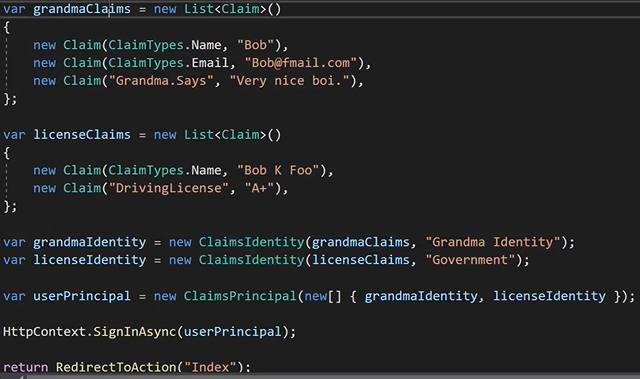 var grandmaClaims = new List<Claim>()
{
    new Claim(ClaimTypes.Name, "Bob"),
    new Claim(ClaimTypes.Email, "Bob@fmail.com"),
    new Claim("Grandma.Says", "Very nice boi."),
};

var licenseClaims = new List<Claim>()
{
    new Claim(ClaimTypes.Name, "Bob K Foo"),
    new Claim("DrivingLicense", "A+"),
};

var grandmaIdentity = new ClaimsIdentity(grandmaClaims, "Grandma Identity");
var licenseIdentity = new ClaimsIdentity(licenseClaims, "Government");

var userPrincipal = new ClaimsPrincipal(new[] { grandmaIdentity, licenseIdentity });

HttpContext.SignInAsync(userPrincipal);

return RedirectToAction("Index");